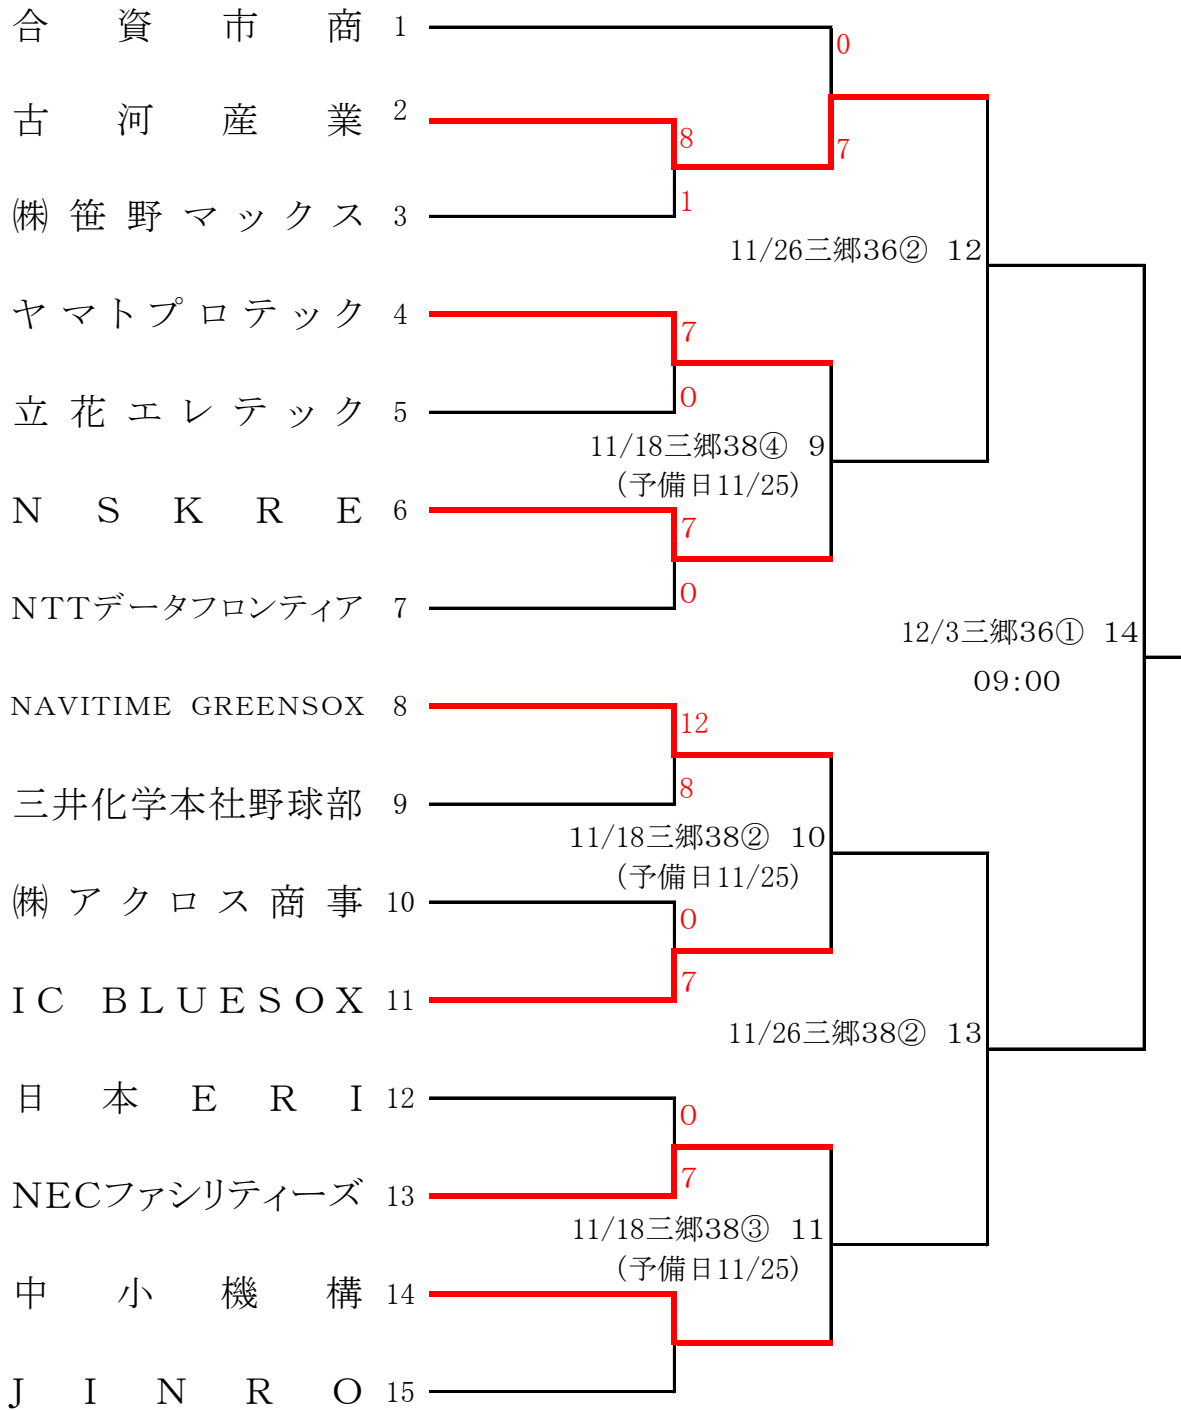 合資市商 1
0
古河産業 2
8
7
1
㈱笹野マックス 3
11/26三郷36② 12
ヤマトプロテック 4
7
0
立花エレテック 5
11/18三郷38④ 9
(予備日11/25)
NSKRE 6
7
0
NTTデータフロンティア 7
12/3三郷36① 14
09:00
NAVITIME GREENSOX 8
12
8
三井化学本社野球部 9
11/18三郷38② 10
(予備日11/25)
㈱アクロス商事 10
0
7
IC BLUESOX 11
11/26三郷38② 13
日本ERI 12
0
7
NECファシリティーズ 13
11/18三郷38③ 11
(予備日11/25)
中小機構 14
JINRO 15